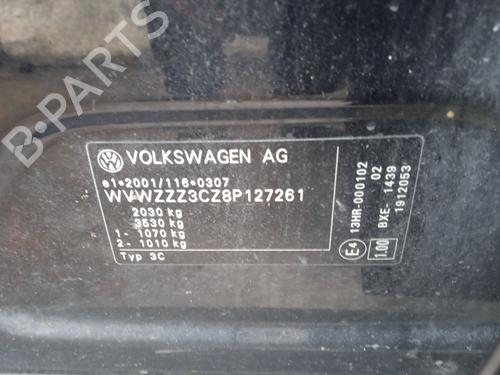 VOLKSWAGEN AG
e1*2001/116*0307
WVWZZZ3CZ8P127261
2030 kg
3530 kg
1- 1070 kg
2- 1010 kg
Typ 3C
E4 13HR-000102
02
1.00 BXE- 1439
1912053